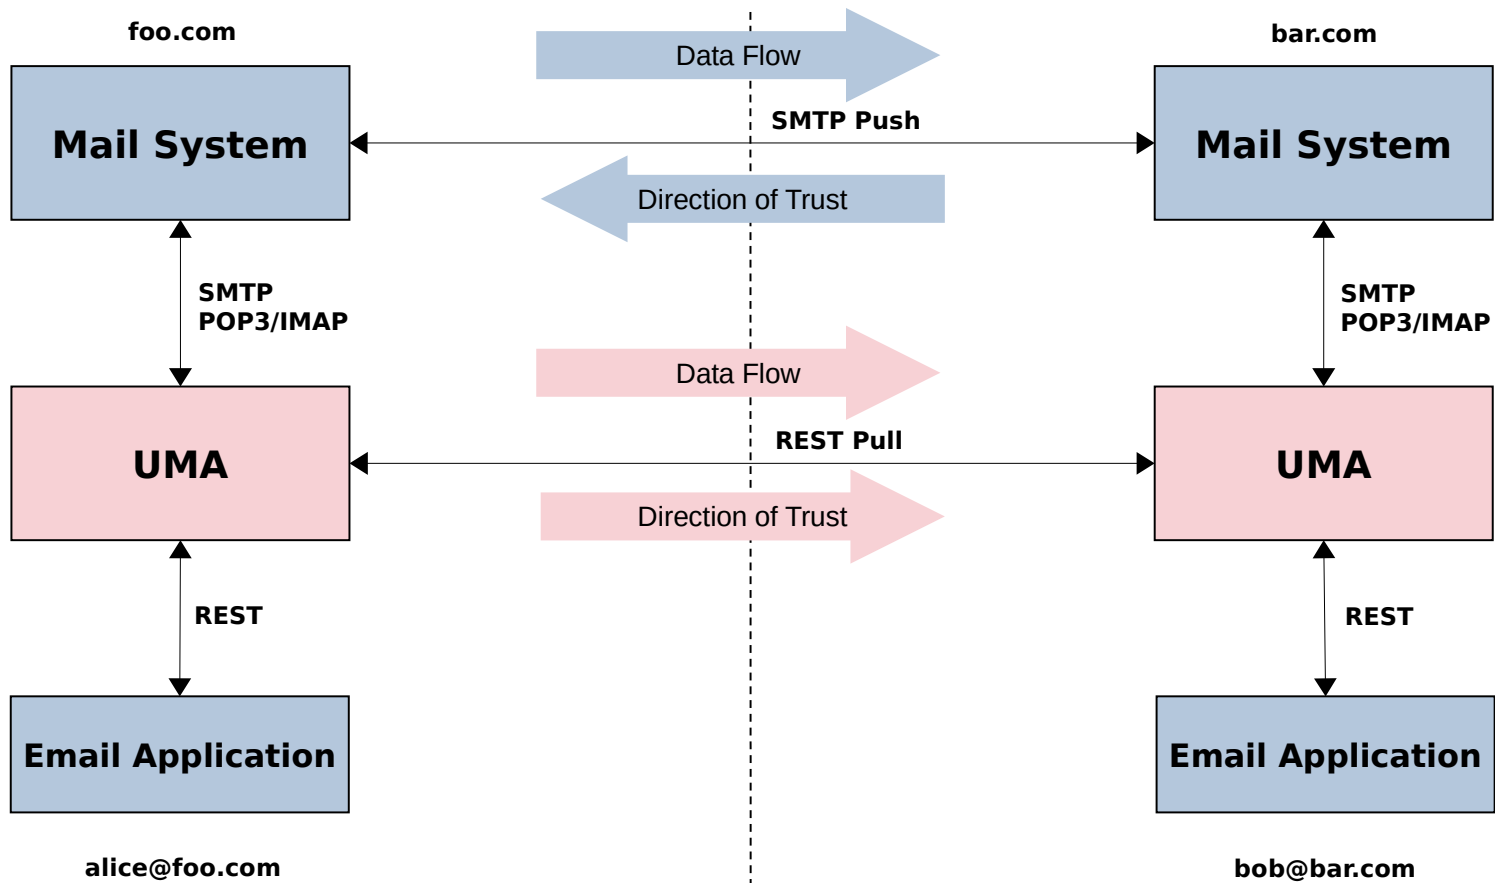 foo.com
bar.com
Data Flow
SMTP Push
Mail System
Mail System
Direction of Trust
SMTP
POP3/IMAP
SMTP
POP3/IMAP
Data Flow
REST Pull
UMA
UMA
Direction of Trust
REST
REST
Email Application
Email Application
alice@foo.com
bob@bar.com